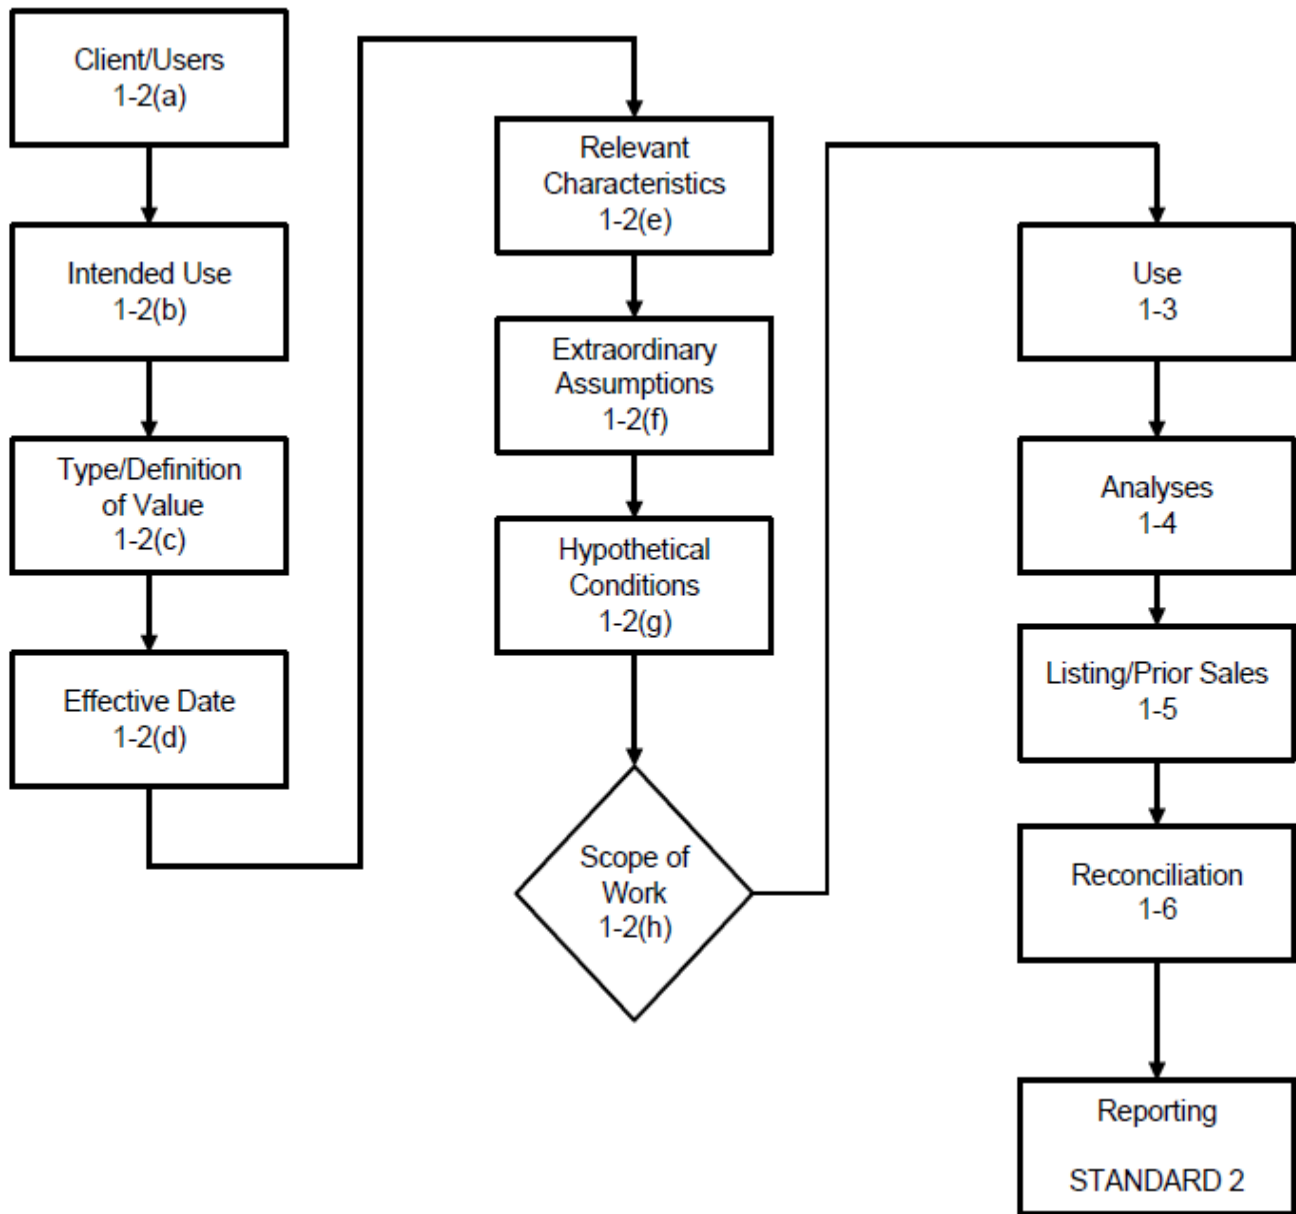 Client/Users
1-2(a)
Intended Use
1-2(b)
Type/Definition
of Value
1-2(c)
Effective Date
1-2(d)
Relevant
Characteristics
1-2(e)
Extraordinary
Assumptions
1-2(f)
Hypothetical
Conditions
1-2(g)
Scope of
Work
1-2(h)
Use
1-3
Analyses
1-4
Listing/Prior Sales
1-5
Reconciliation
1-6
Reporting
STANDARD 2